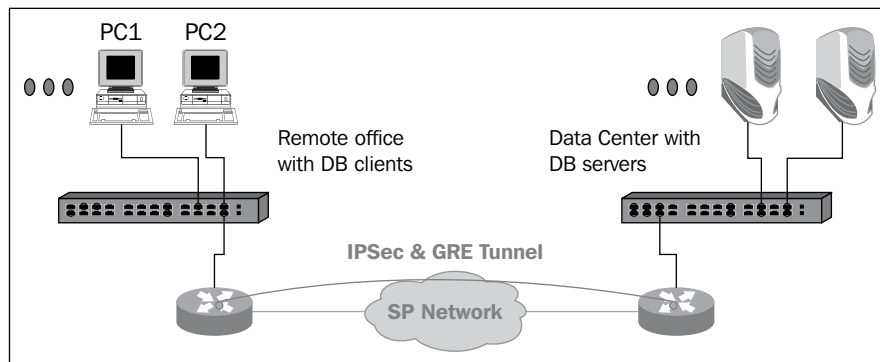 PC1 PC2
Remote office
with DB clients
Data Center with
DB servers
IPSec & GRE Tunnel
SP Network